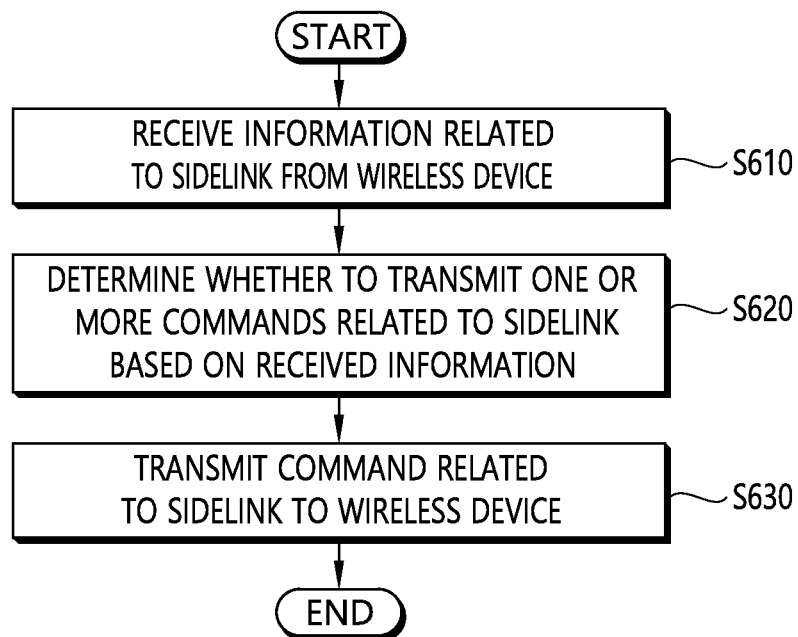 START
RECEIVE INFORMATION RELATED
TO SIDELINK FROM WIRELESS DEVICE
S610
DETERMINE WHETHER TO TRANSMIT ONE OR
MORE COMMANDS RELATED TO SIDELINK
BASED ON RECEIVED INFORMATION
S620
TRANSMIT COMMAND RELATED
TO SIDELINK TO WIRELESS DEVICE
S630
END